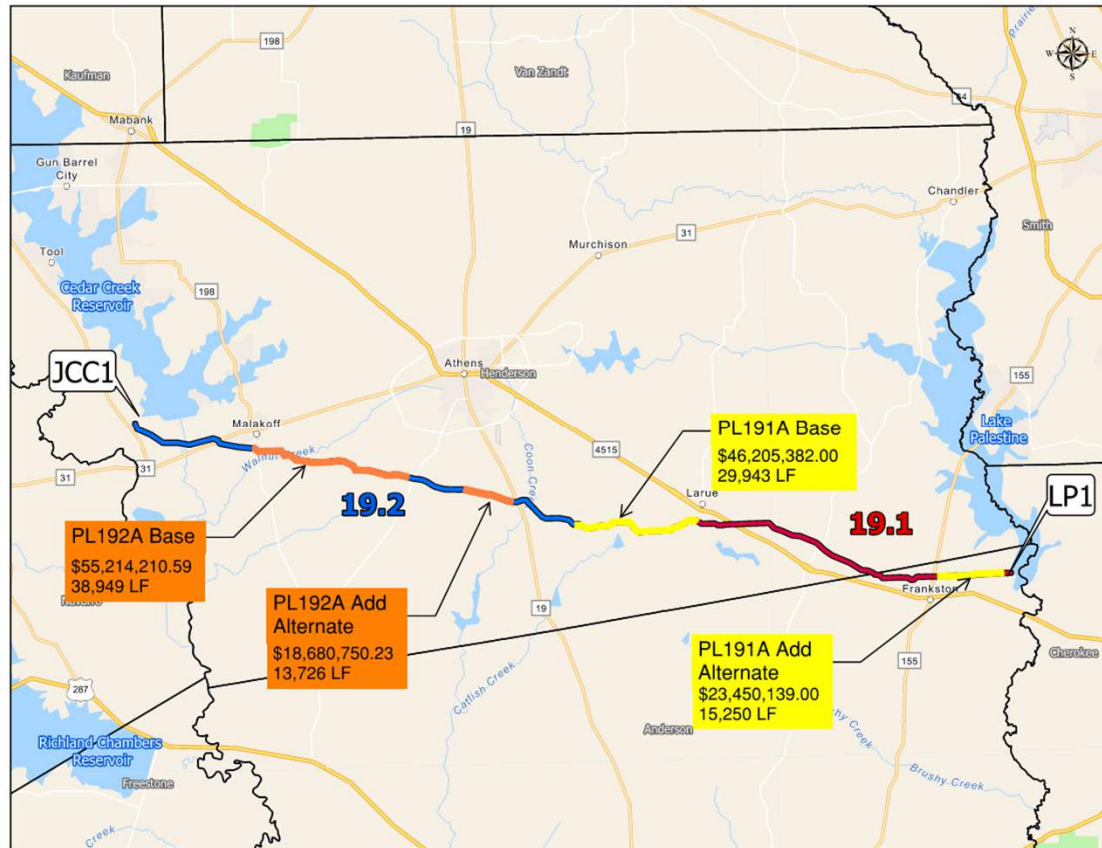 198
Kaufman
Van Zandt
Prairie
N
W E
S
64
Mabank
19
Gun Barrel
City
Chandler
Smith
Tool
Murchison
31
Cedar Creek
Reservoir
198
155
JCC1
Athens
Henderson
Lake
Palestine
Malakoff
Walnut Creek
31
31
Coon Creek
4515
PL191A Base
$46,205,382.00
29,943 LF
Larue
LP1
19.2
19.1
PL192A Base
$55,214,210.59
38,949 LF
PL192A Add
Alternate
$18,680,750.23
13,726 LF
19
Frankston
PL191A Add
Alternate
$23,450,139.00
15,250 LF
155
Cherokee
287
Catfish Creek
Anderson
Brushy Creek
Richland Chambers
Reservoir
Freestone
Creek